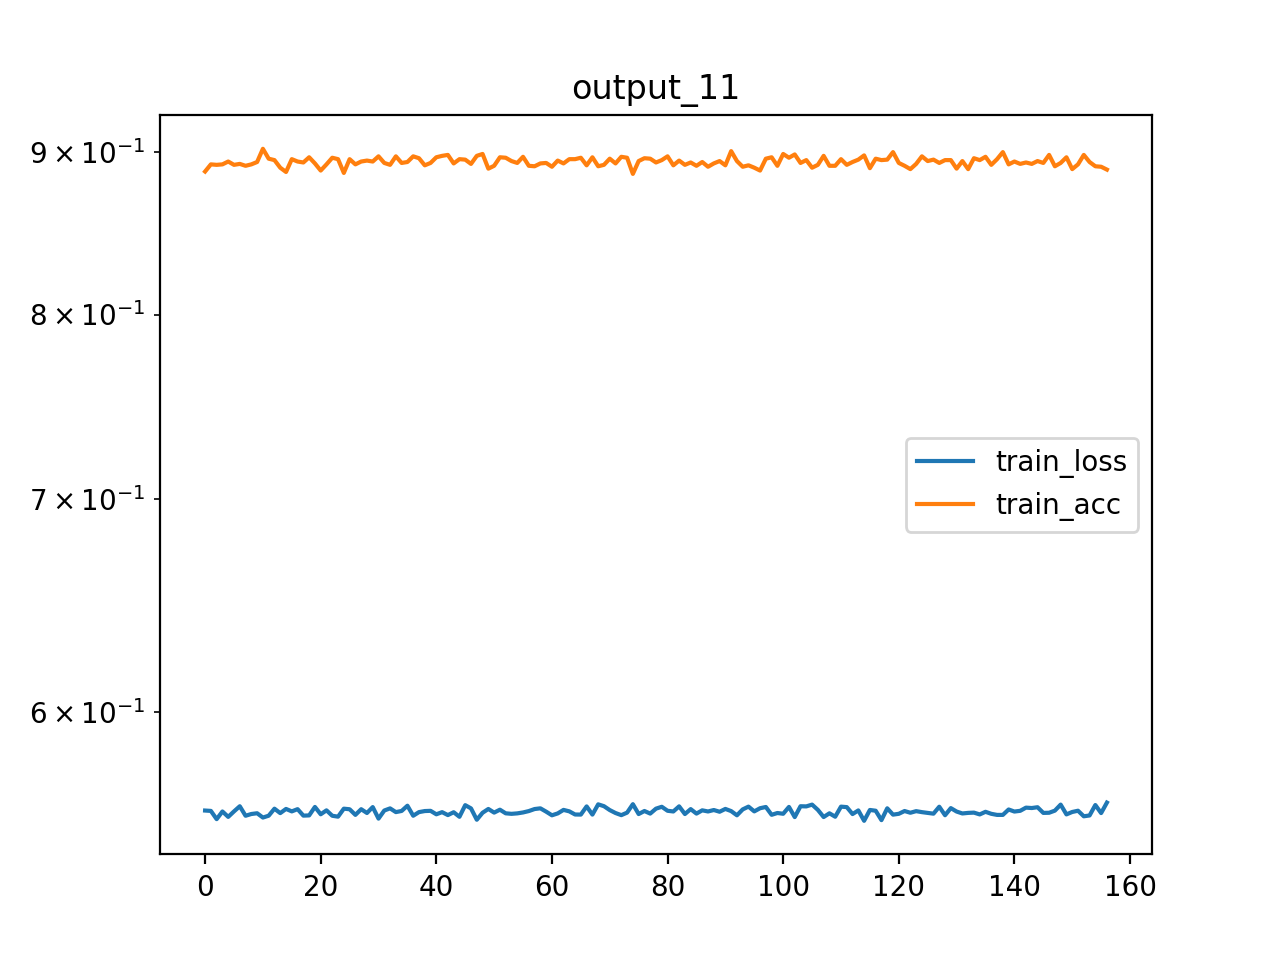 output_11
9 × 10⁻¹
8 × 10⁻¹
7 × 10⁻¹
6 × 10⁻¹
train_loss
train_acc
0 20 40 60 80 100 120 140 160